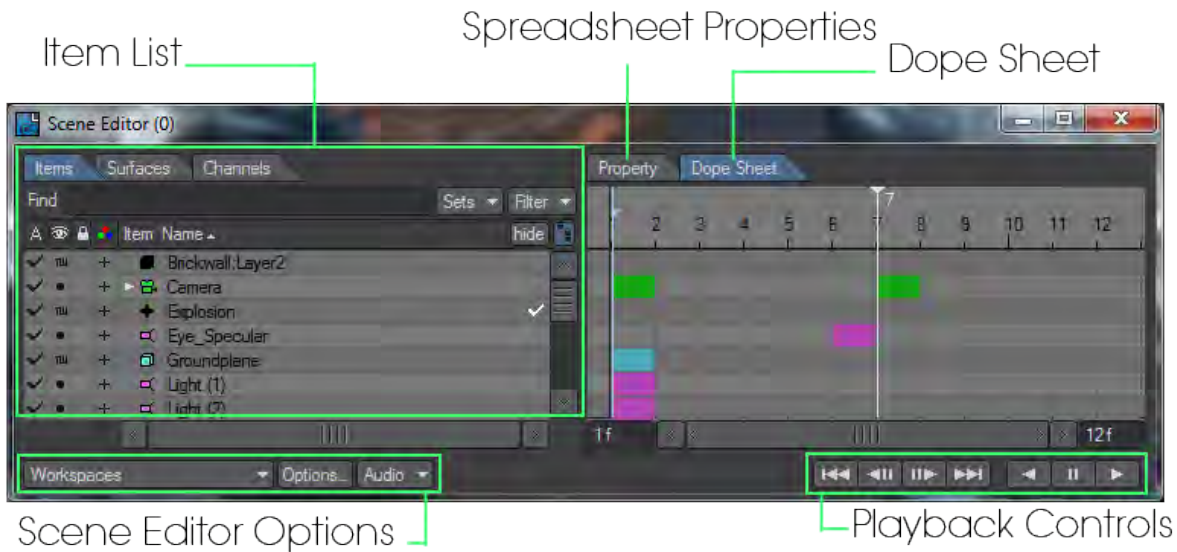 Spreadsheet Properties
Item List
Dope Sheet
Scene Editor (0)
Items Surfaces Channels
Property Dope Sheet
Find Sets Filter
7
A Item Name hide
2 3 4 5 6 7 8 9 10 11 12
Brickwall:Layer2
Camera
Explosion
Eye_Specular
Groundplane
Light (1)
Light (2)
1f 12f
Workspaces Options... Audio
Scene Editor Options
Playback Controls